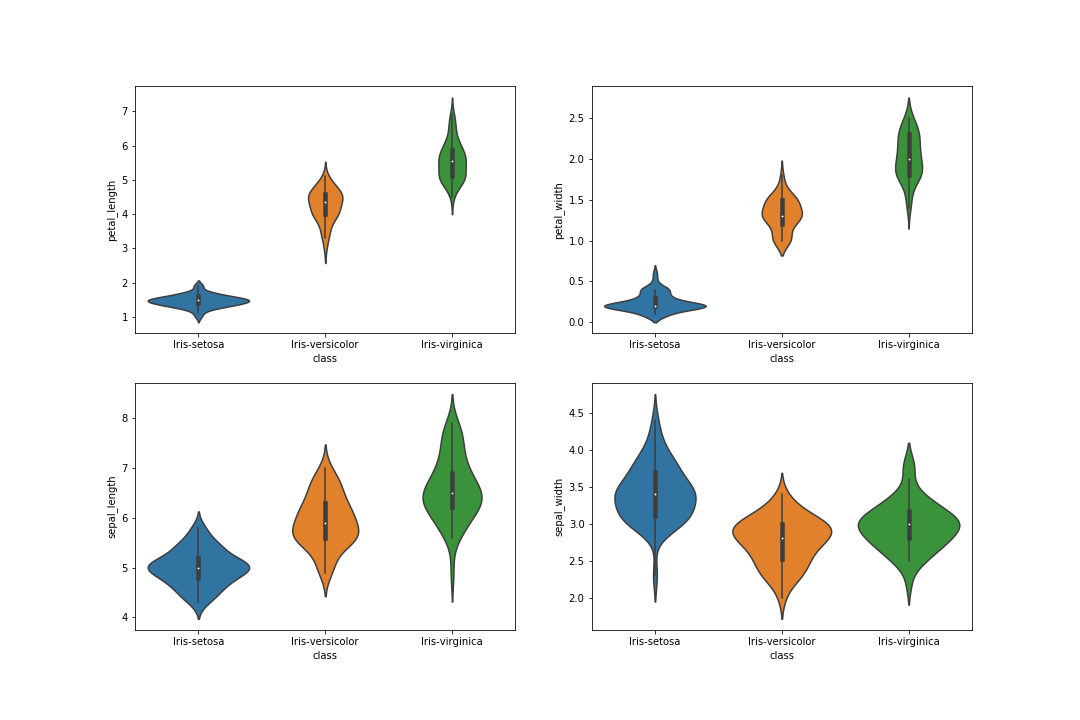 petal_length
7
6
5
4
3
2
1
Iris-setosa Iris-versicolor Iris-virginica
class
petal_width
2.5
2.0
1.5
1.0
0.5
0.0
Iris-setosa Iris-versicolor Iris-virginica
class
sepal_length
8
7
6
5
4
Iris-setosa Iris-versicolor Iris-virginica
class
sepal_width
4.5
4.0
3.5
3.0
2.5
2.0
Iris-setosa Iris-versicolor Iris-virginica
class